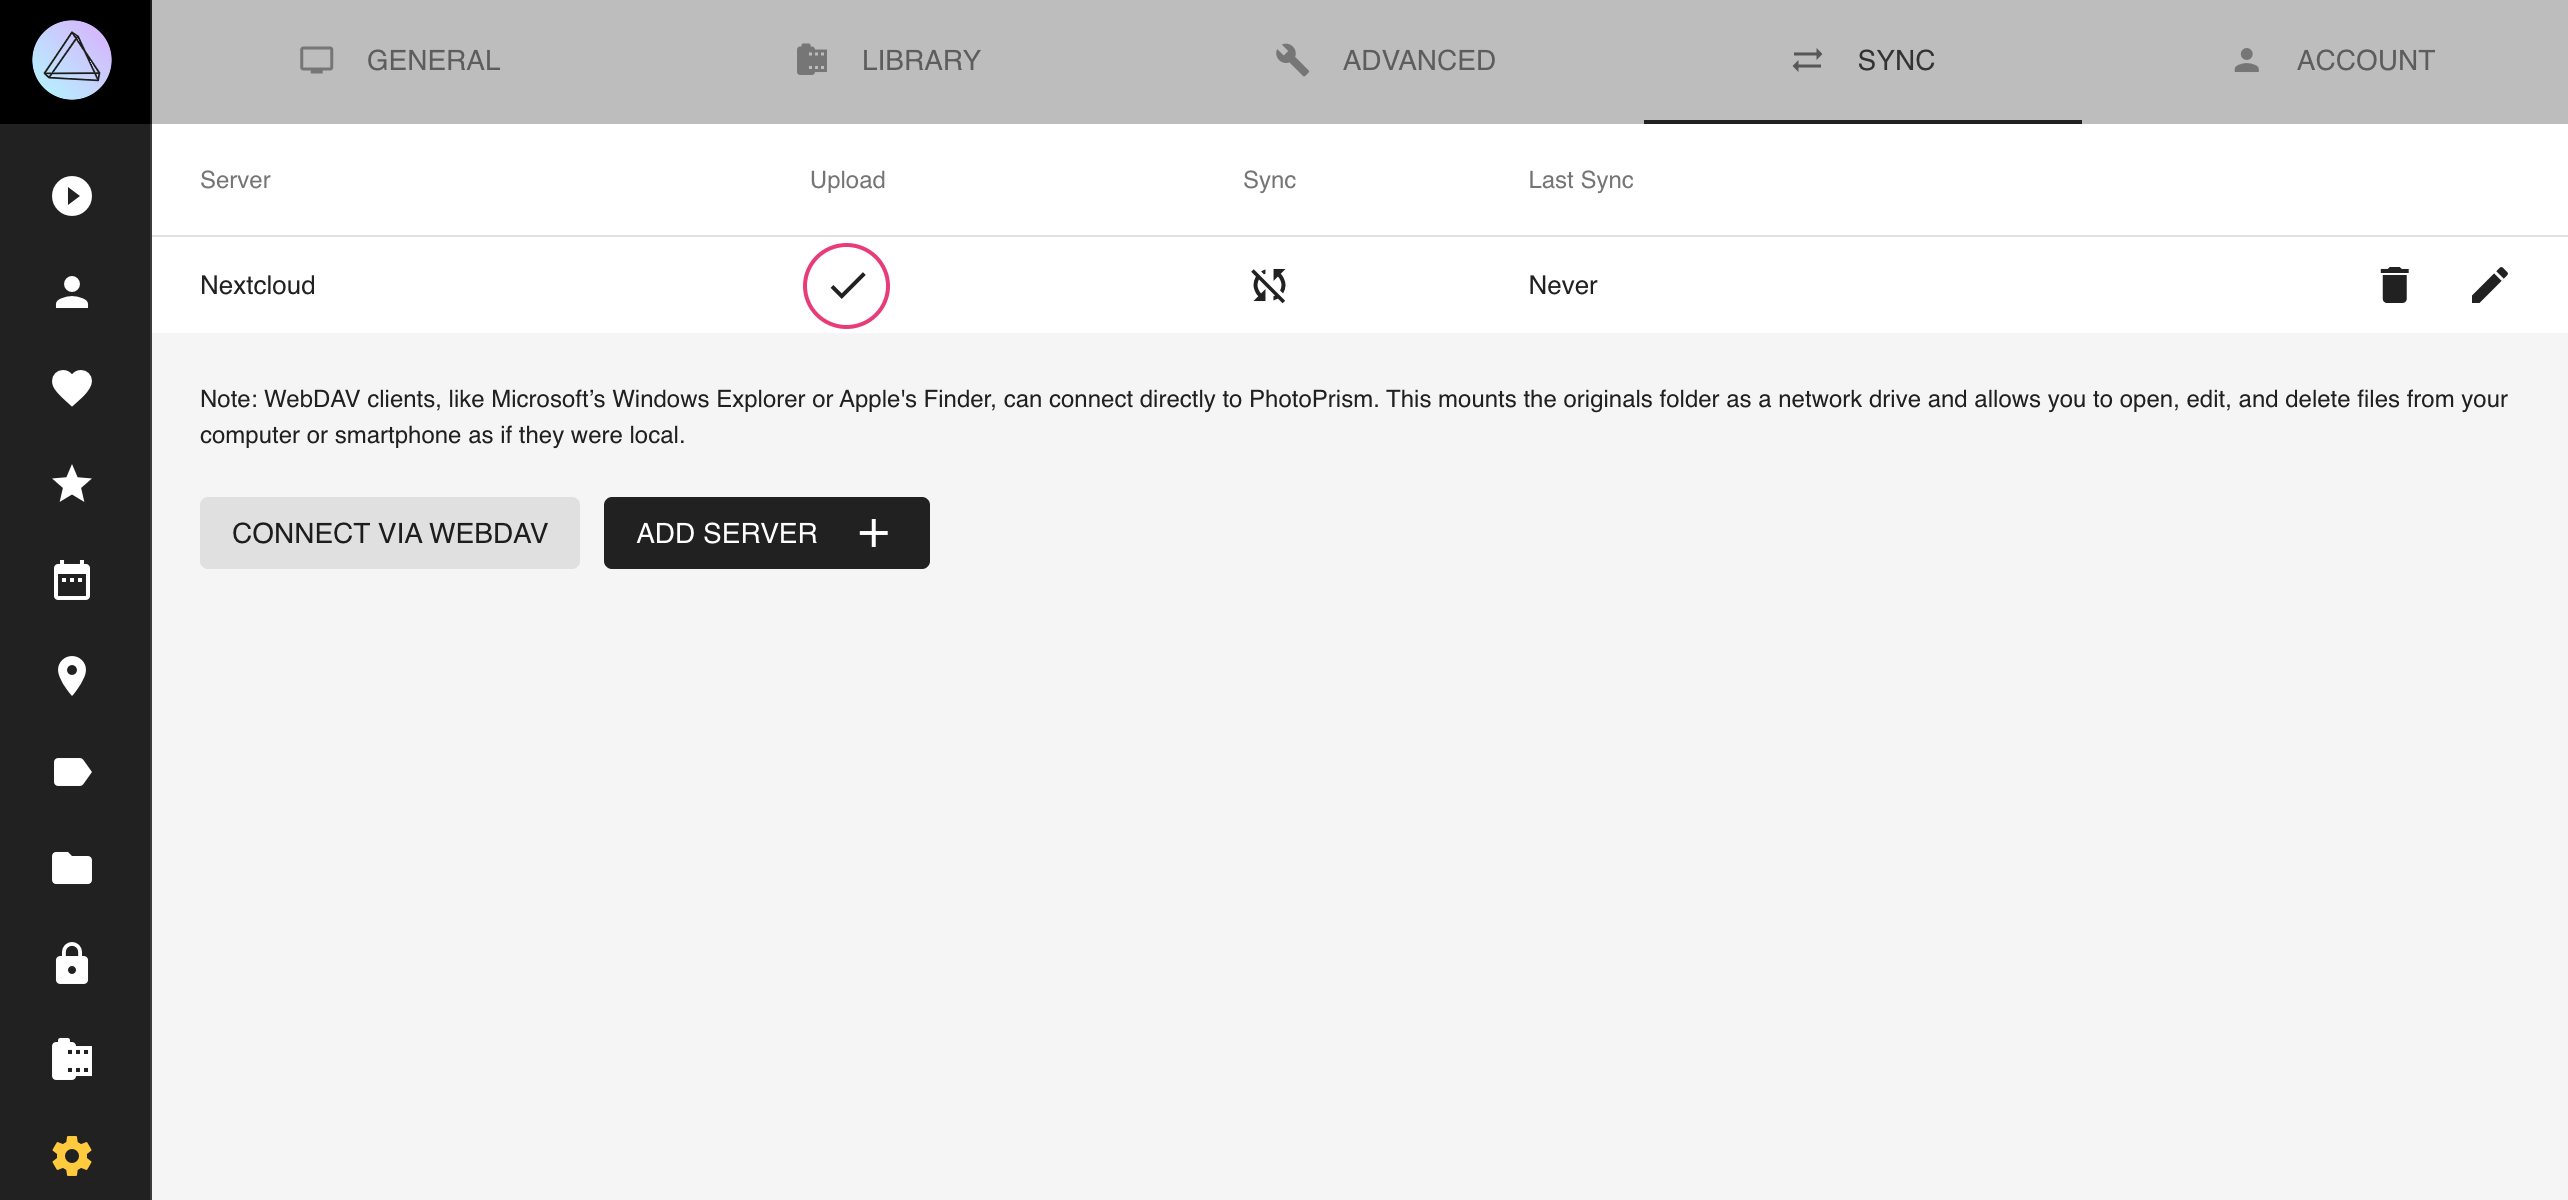 GENERAL
LIBRARY
ADVANCED
SYNC
ACCOUNT
Server
Upload
Sync
Last Sync
Nextcloud
Never
Note: WebDAV clients, like Microsoft’s Windows Explorer or Apple's Finder, can connect directly to PhotoPrism. This mounts the originals folder as a network drive and allows you to open, edit, and delete files from your
computer or smartphone as if they were local.
CONNECT VIA WEBDAV
ADD SERVER